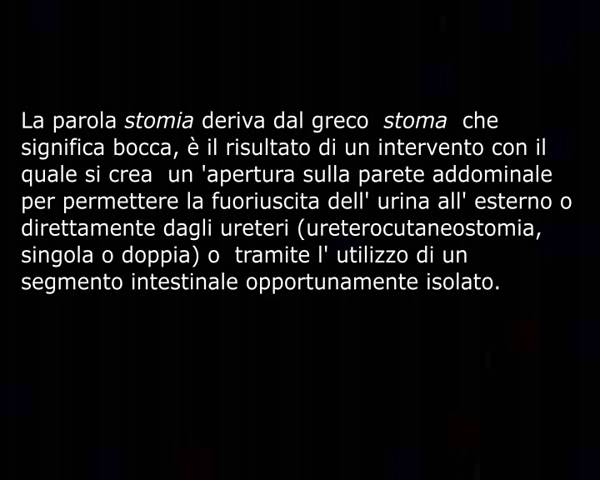 La parola stomia deriva dal greco  stoma  che
significa bocca, è il risultato di un intervento con il
quale si crea  un 'apertura sulla parete addominale
per permettere la fuoriuscita dell' urina all' esterno o
direttamente dagli ureteri (ureterocutaneostomia,
singola o doppia) o  tramite l' utilizzo di un
segmento intestinale opportunamente isolato.